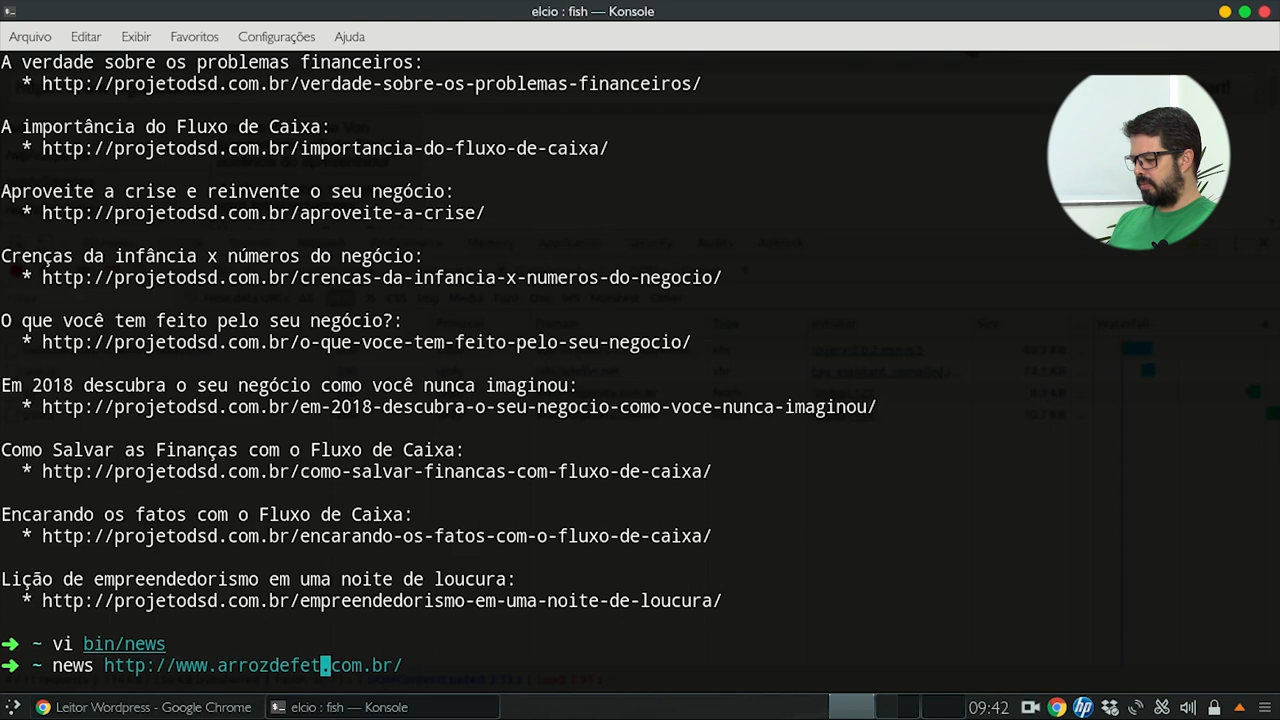 elcio : fish — Konsole
Arquivo Editar Exibir Favoritos Configurações Ajuda
A verdade sobre os problemas financeiros:
* http://projetodsd.com.br/verdade-sobre-os-problemas-financeiros/
A importância do Fluxo de Caixa:
* http://projetodsd.com.br/importancia-do-fluxo-de-caixa/
Aproveite a crise e reinvente o seu negócio:
* http://projetodsd.com.br/aproveite-a-crise/
Crenças da infância x números do negócio:
* http://projetodsd.com.br/crencas-da-infancia-x-numeros-do-negocio/
O que você tem feito pelo seu negócio?:
* http://projetodsd.com.br/o-que-voce-tem-feito-pelo-seu-negocio/
Em 2018 descubra o seu negócio como você nunca imaginou:
* http://projetodsd.com.br/em-2018-descubra-o-seu-negocio-como-voce-nunca-imaginou/
Como Salvar as Finanças com o Fluxo de Caixa:
* http://projetodsd.com.br/como-salvar-financas-com-fluxo-de-caixa/
Encarando os fatos com o Fluxo de Caixa:
* http://projetodsd.com.br/encarando-os-fatos-com-o-fluxo-de-caixa/
Lição de empreendedorismo em uma noite de loucura:
* http://projetodsd.com.br/empreendedorismo-em-uma-noite-de-loucura/
➜ ~ vi bin/news
➜ ~ news http://www.arrozdefet.com.br/
Leitor Wordpress - Google Chrome elcio : fish — Konsole 09:42